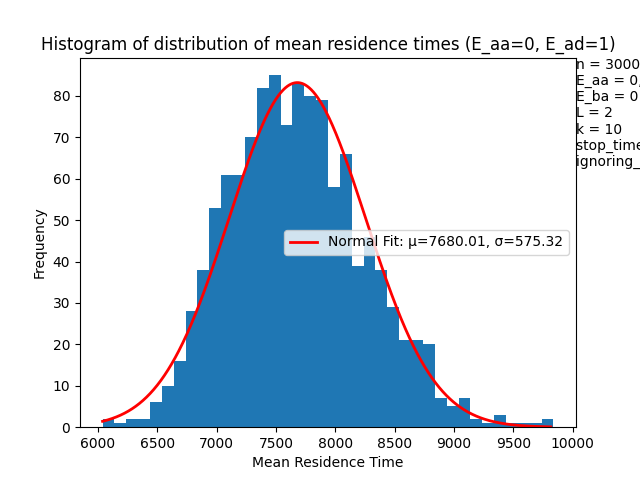 Histogram of distribution of mean residence times (E_aa=0, E_ad=1)
n = 3000
E_aa = 0,
E_ba = 0
L = 2
k = 10
stop_time
ignoring_
Frequency
80
70
60
50
40
30
20
10
0
Normal Fit: μ=7680.01, σ=575.32
6000 6500 7000 7500 8000 8500 9000 9500 10000
Mean Residence Time